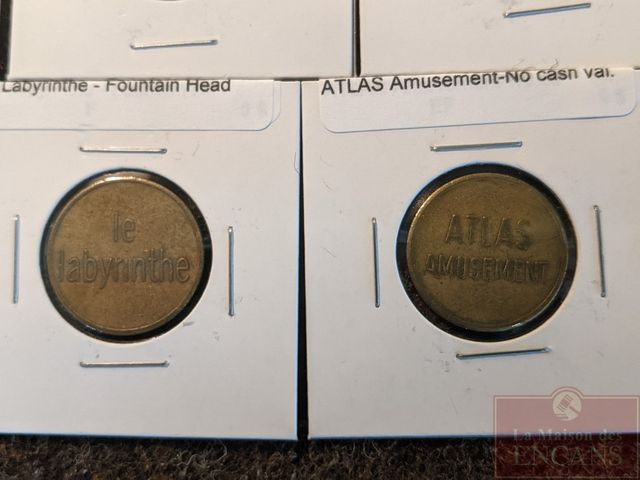 Labyrinthe - Fountain Head
ATLAS Amusement-No cash val.
le
labyrinthe
ATLAS
AMUSEMENT
La Maison des
ENCANS